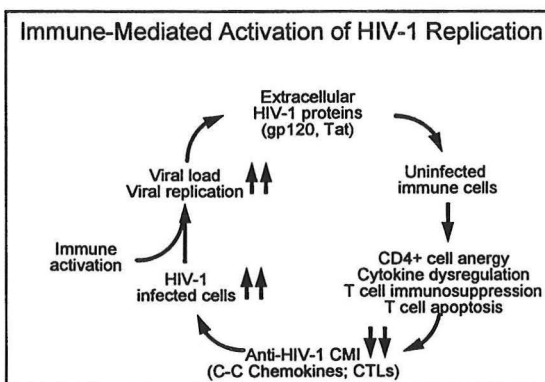 Immune-Mediated Activation of HIV-1 Replication
Extracellular
HIV-1 proteins
(gp120, Tat)
Uninfected
immune cells
CD4+ cell anergy
Cytokine dysregulation
T cell immunosuppression
T cell apoptosis
Anti-HIV-1 CMI
(C-C Chemokines; CTLs)
HIV-1
infected cells
Immune
activation
Viral load
Viral replication